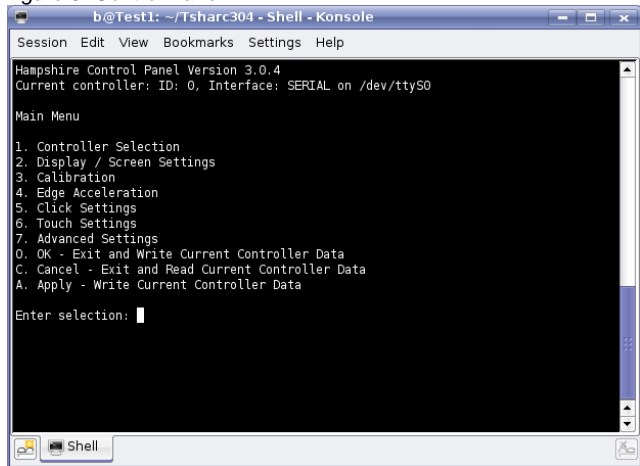 b@Test1: ~/Tsharc304 - Shell - Konsole
Session Edit View Bookmarks Settings Help
Hampshire Control Panel Version 3.0.4
Current controller: ID: 0, Interface: SERIAL on /dev/ttyS0
Main Menu
1. Controller Selection
2. Display / Screen Settings
3. Calibration
4. Edge Acceleration
5. Click Settings
6. Touch Settings
7. Advanced Settings
O. OK - Exit and Write Current Controller Data
C. Cancel - Exit and Read Current Controller Data
A. Apply - Write Current Controller Data
Enter selection:
Shell